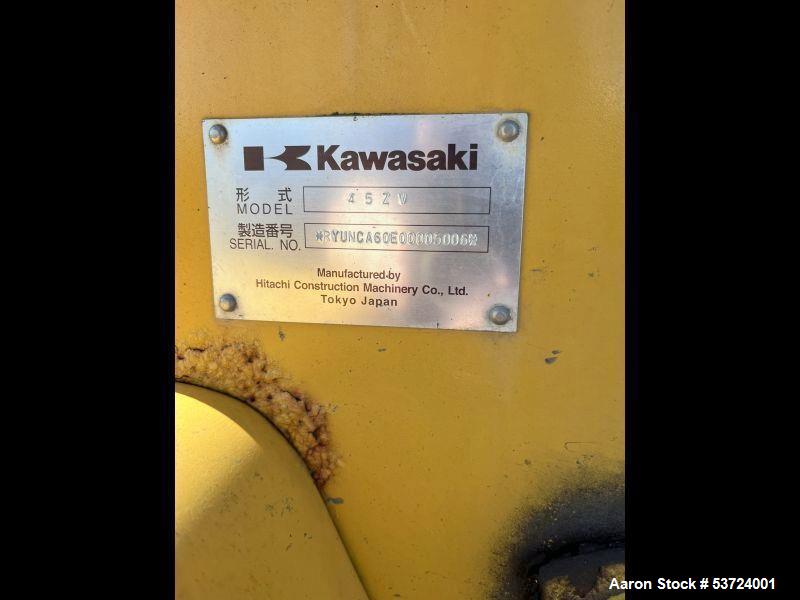 Kawasaki
形 式
MODEL
45ZV
製造番号
SERIAL. NO.
*RYUNCA60E00005006*
Manufactured by
Hitachi Construction Machinery Co., Ltd.
Tokyo Japan
Aaron Stock # 53724001